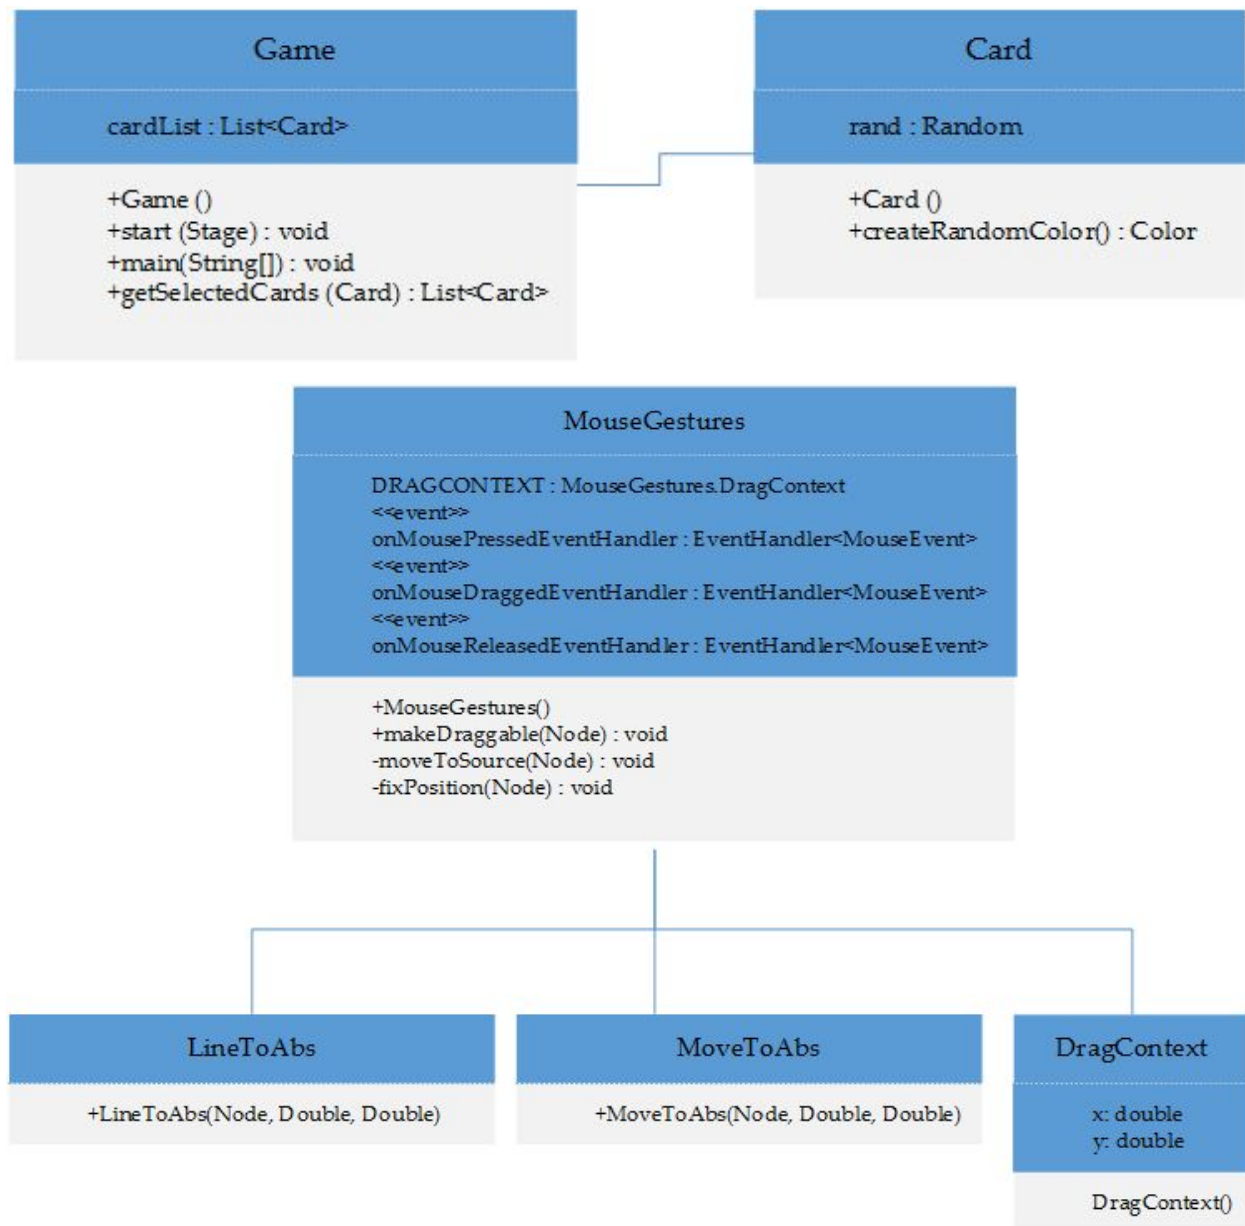 Game
cardList : List<Card>
+Game ()
+start (Stage) : void
+main(String[]) : void
+getSelectedCards (Card) : List<Card>
Card
rand : Random
+Card ()
+createRandomColor() : Color
MouseGestures
DRAGCONTEXT : MouseGestures.DragContext
<<event>>
onMousePressedEventHandler : EventHandler<MouseEvent>
<<event>>
onMouseDraggedEventHandler : EventHandler<MouseEvent>
<<event>>
onMouseReleasedEventHandler : EventHandler<MouseEvent>
+MouseGestures()
+makeDraggable(Node) : void
-moveToSource(Node) : void
-fixPosition(Node) : void
LineToAbs
+LineToAbs(Node, Double, Double)
MoveToAbs
+MoveToAbs(Node, Double, Double)
DragContext
x: double
y: double
DragContext()